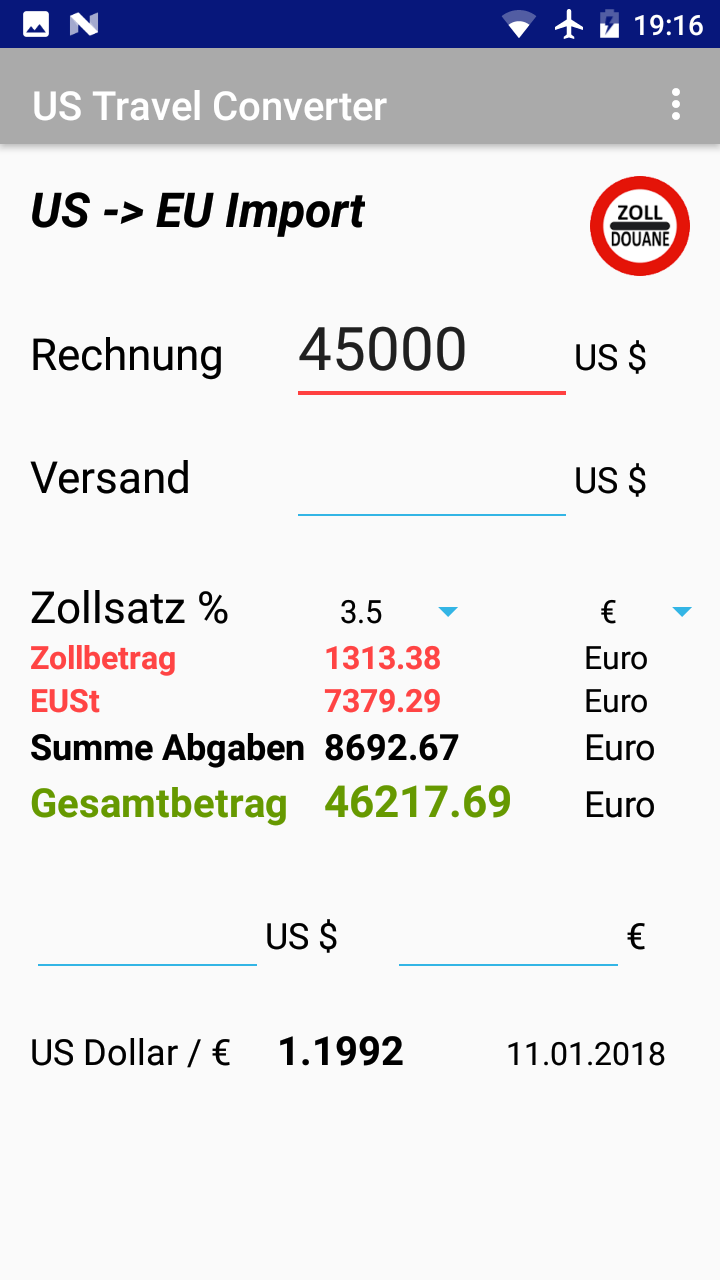 19:16
US Travel Converter
US -> EU Import
ZOLL
DOUANE
Rechnung 45000 US $
Versand US $
Zollsatz % 3.5 €
Zollbetrag 1313.38 Euro
EUSt 7379.29 Euro
Summe Abgaben 8692.67 Euro
Gesamtbetrag 46217.69 Euro
US $ €
US Dollar / € 1.1992 11.01.2018